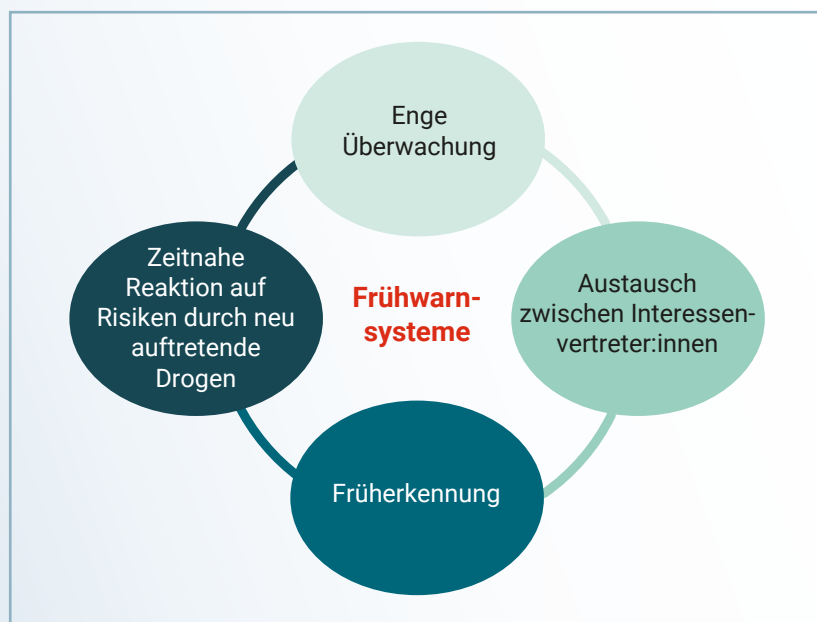 Enge
Überwachung
Zeitnahe
Reaktion auf
Risiken durch neu
auftretende
Drogen
Frühwarn-
systeme
Austausch
zwischen Interessen-
vertreter:innen
Früherkennung